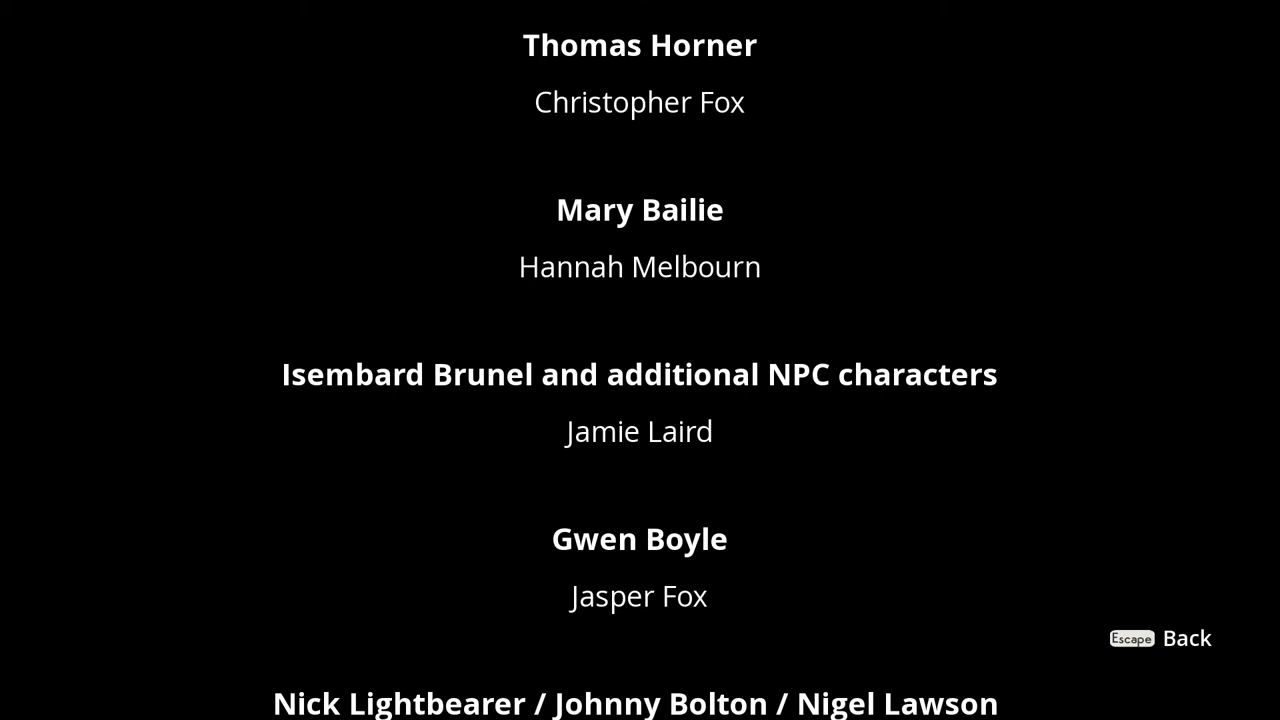 Thomas Horner
Christopher Fox
Mary Bailie
Hannah Melbourn
Isembard Brunel and additional NPC characters
Jamie Laird
Gwen Boyle
Jasper Fox
Escape Back
Nick Lightbearer / Johnny Bolton / Nigel Lawson